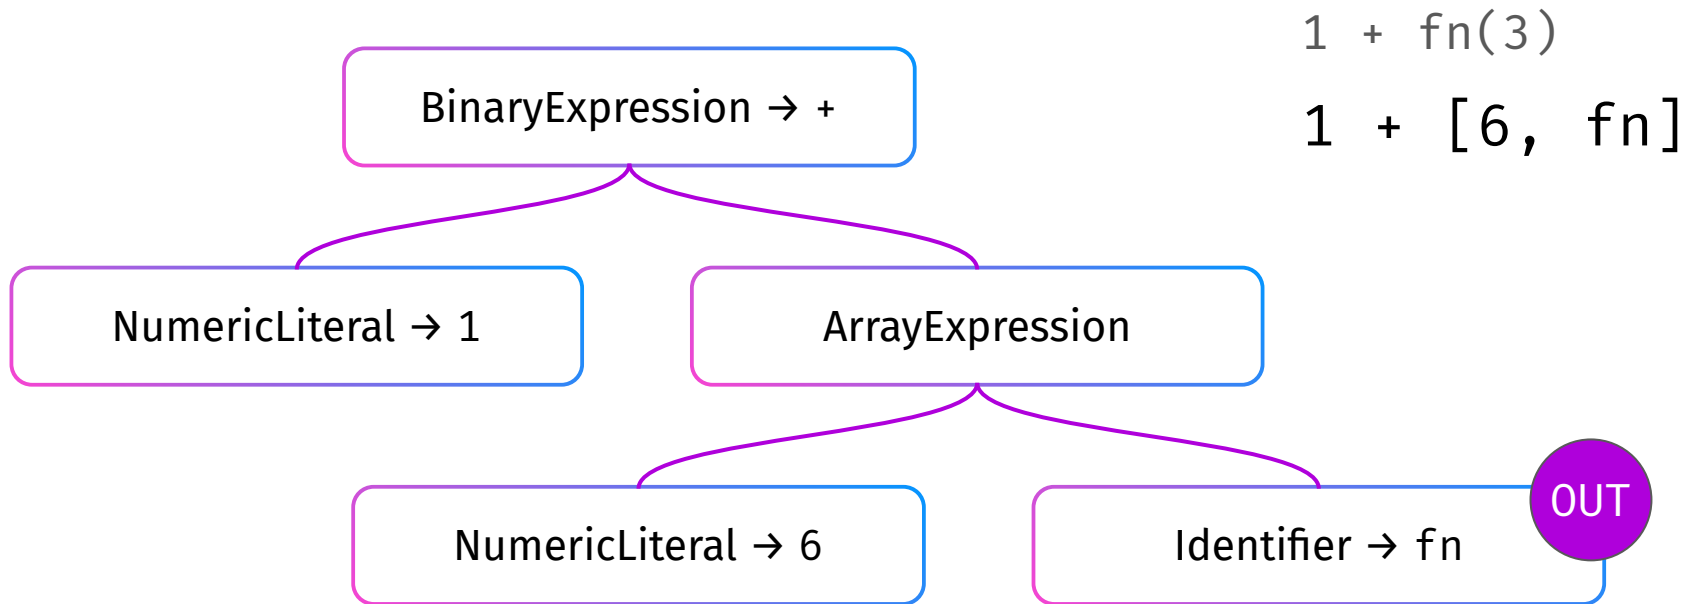 1 + fn(3)
1 + [6, fn]
BinaryExpression → +
NumericLiteral → 1
ArrayExpression
NumericLiteral → 6
Identifier → fn
OUT